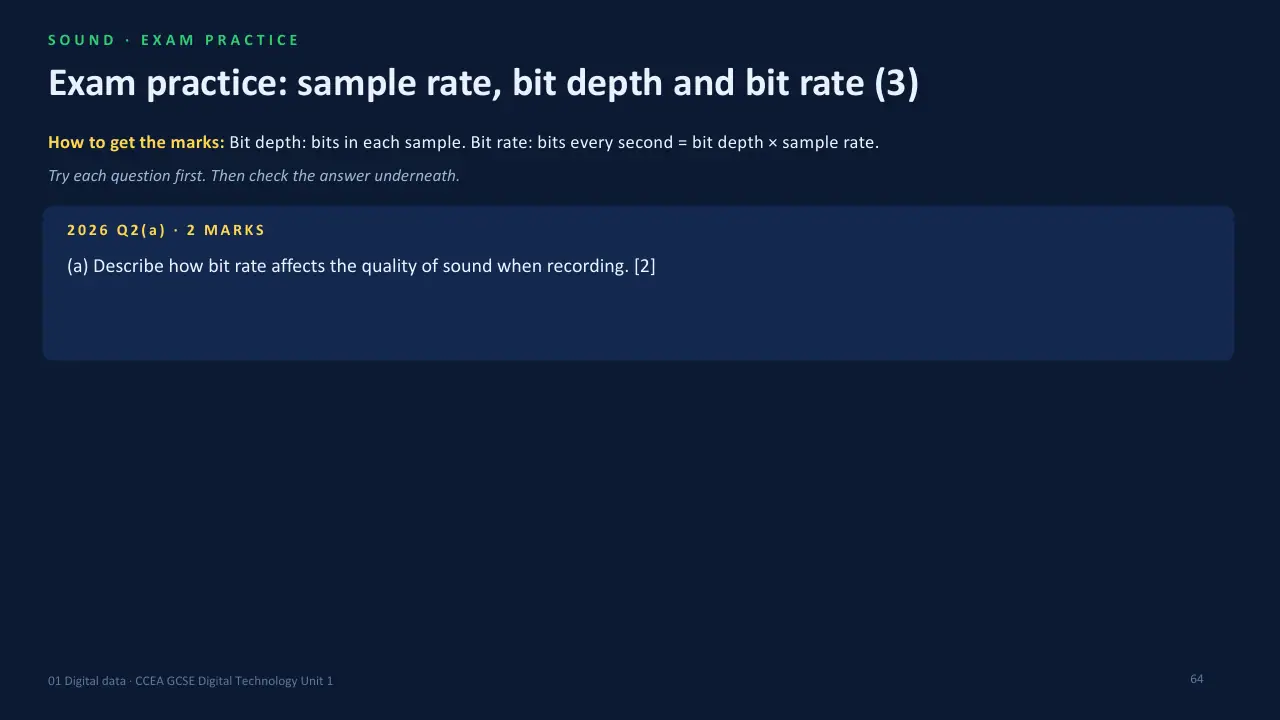 SOUND · EXAM PRACTICE
Exam practice: sample rate, bit depth and bit rate (3)
How to get the marks: Bit depth: bits in each sample. Bit rate: bits every second = bit depth × sample rate.
Try each question first. Then check the answer underneath.
2026 Q2(a) · 2 MARKS
(a) Describe how bit rate affects the quality of sound when recording. [2]
01 Digital data · CCEA GCSE Digital Technology Unit 1
64